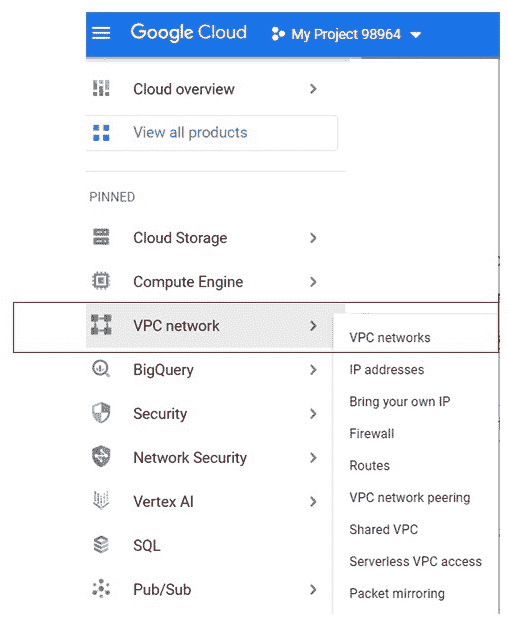 Google Cloud My Project 98964
Cloud overview
View all products
PINNED
Cloud Storage
Compute Engine
VPC network
BigQuery
Security
Network Security
Vertex AI
SQL
Pub/Sub
VPC networks
IP addresses
Bring your own IP
Firewall
Routes
VPC network peering
Shared VPC
Serverless VPC access
Packet mirroring